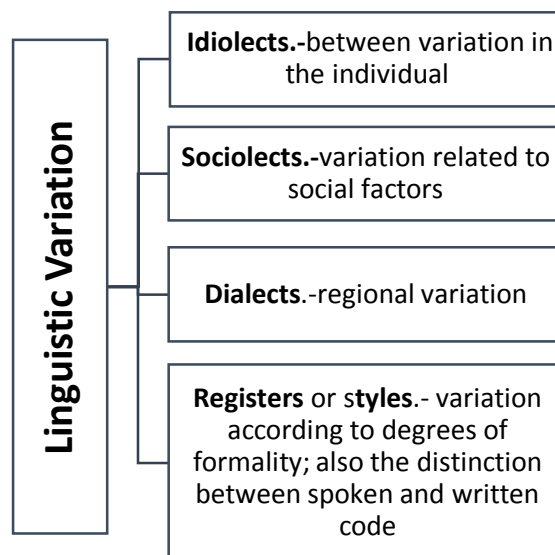 Linguistic Variation
Idiolects.-between variation in
the individual
Sociolects.-variation related to
social factors
Dialects.-regional variation
Registers or styles.- variation
according to degrees of
formality; also the distinction
between spoken and written
code